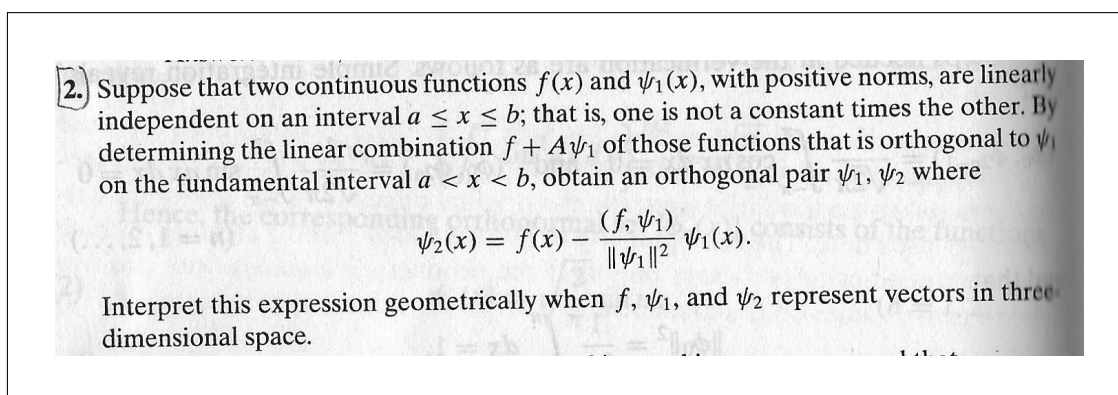 2. Suppose that two continuous functions f(x) and ψ₁(x), with positive norms, are linearly
independent on an interval a ≤ x ≤ b; that is, one is not a constant times the other. By
determining the linear combination f + Aψ₁ of those functions that is orthogonal to ψ₁
on the fundamental interval a < x < b, obtain an orthogonal pair ψ₁, ψ₂ where
ψ₂(x) = f(x) − (f, ψ₁) / ‖ψ₁‖² ψ₁(x).
Interpret this expression geometrically when f, ψ₁, and ψ₂ represent vectors in three-
dimensional space.